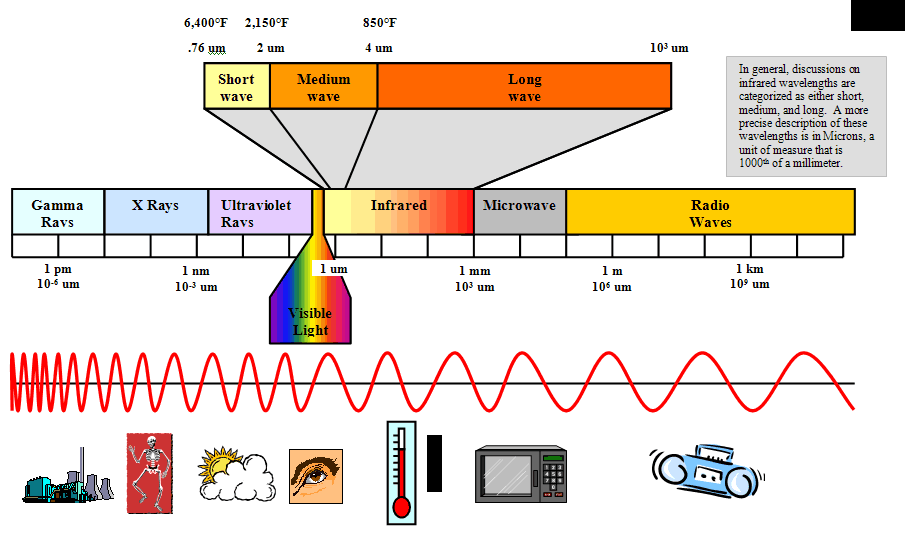 6,400°F 2,150°F 850°F
.76 um 2 um 4 um 10³ um
Short wave
Medium wave
Long wave
In general, discussions on
infrared wavelengths are
categorized as either short,
medium, and long. A more
precise description of these
wavelengths is in Microns, a
unit of measure that is
1000th of a millimeter.
Gamma Rays
X Rays
Ultraviolet Rays
Infrared
Microwave
Radio Waves
1 pm 1 nm 1 um 1 mm 1 m 1 km
10-6 um 10-3 um 10³ um 10⁶ um 10⁹ um
Visible
Light